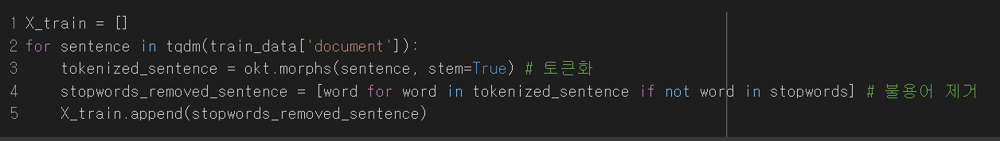 1 X_train = []
2 for sentence in tqdm(train_data['document']):
3     tokenized_sentence = okt.morphs(sentence, stem=True) # 토큰화
4     stopwords_removed_sentence = [word for word in tokenized_sentence if not word in stopwords] # 불용어 제거
5     X_train.append(stopwords_removed_sentence)